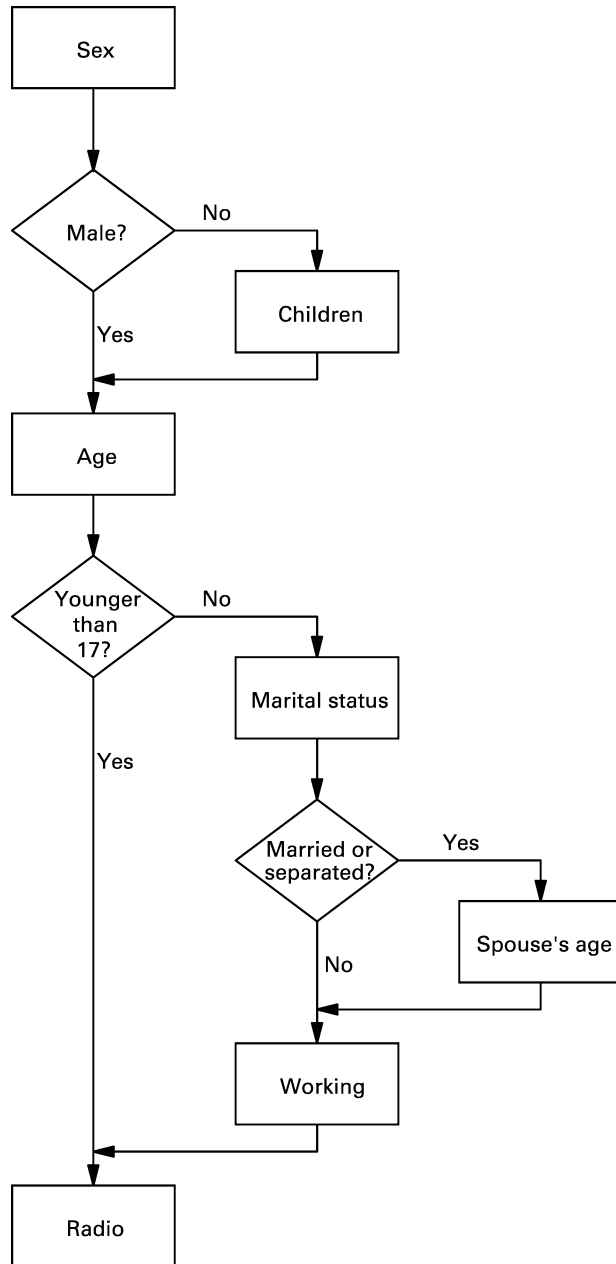 Sex
Male?
No
Yes
Children
Age
Younger
than
17?
No
Yes
Marital status
Married or
separated?
Yes
No
Spouse's age
Working
Radio